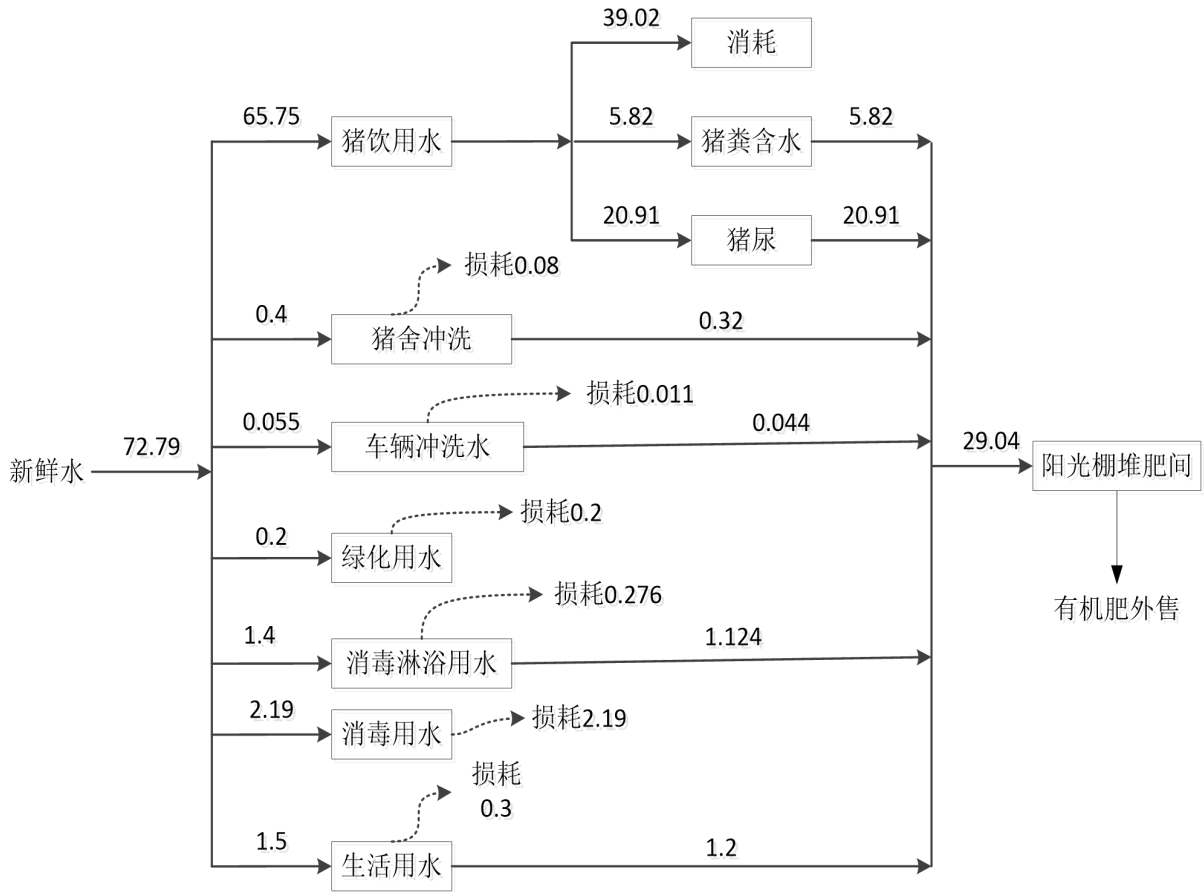 39.02
消耗
65.75
猪饮用水
5.82
猪粪含水
5.82
20.91
猪尿
20.91
损耗0.08
0.4
猪舍冲洗
0.32
损耗0.011
0.055
车辆冲洗水
0.044
新鲜水
72.79
29.04
阳光棚堆肥间
有机肥外售
损耗0.2
0.2
绿化用水
损耗0.276
1.4
消毒淋浴用水
1.124
2.19
消毒用水
损耗2.19
损耗
0.3
1.5
生活用水
1.2